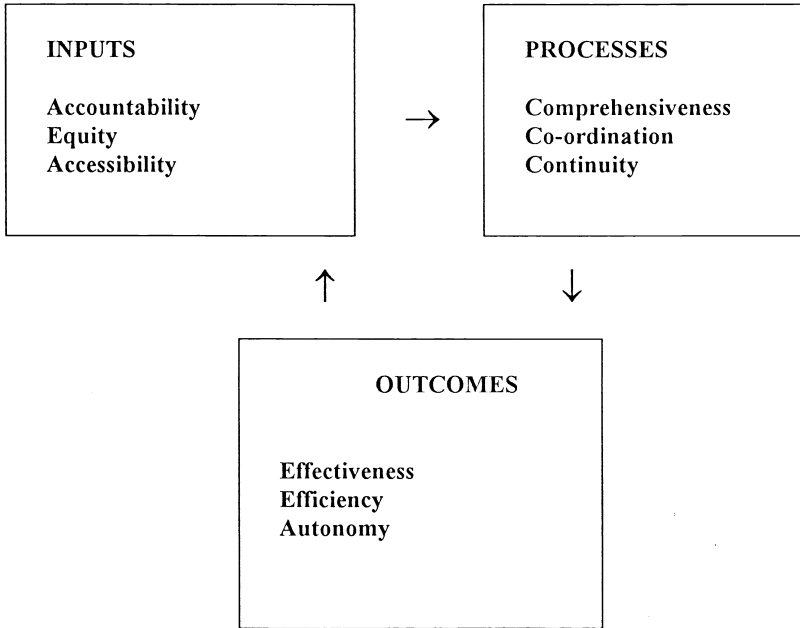 INPUTS
Accountability
Equity
Accessibility
→
PROCESSES
Comprehensiveness
Co-ordination
Continuity
↑
↓
OUTCOMES
Effectiveness
Efficiency
Autonomy